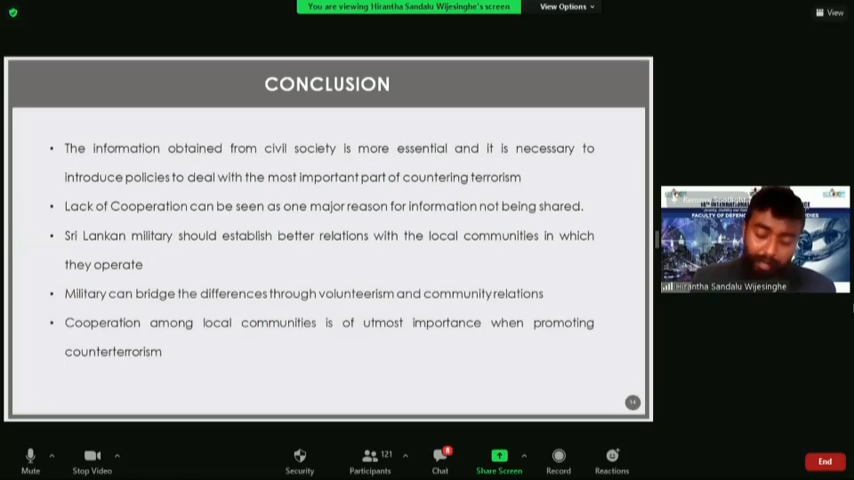 You are viewing Hirantha Sandalu Wijesinghe's screen
View Options
View
CONCLUSION
• The information obtained from civil society is more essential and it is necessary to
introduce policies to deal with the most important part of countering terrorism
• Lack of Cooperation can be seen as one major reason for information not being shared.
• Sri Lankan military should establish better relations with the local communities in which
they operate
• Military can bridge the differences through volunteerism and community relations
• Cooperation among local communities is of utmost importance when promoting
counterterrorism
14
INTERNATIONAL
FACULTY OF DEFEN
Hirantha Sandalu Wijesinghe
Mute
Stop Video
Security
Participants
121
Chat
Share Screen
Record
Reactions
End